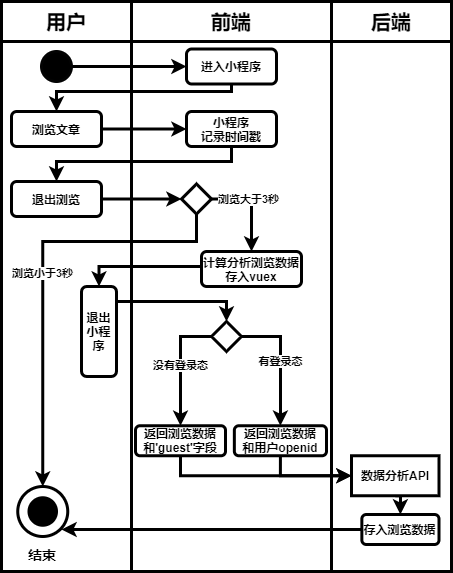 用户
前端
后端
进入小程序
浏览文章
小程序
记录时间戳
退出浏览
浏览大于3秒
计算分析浏览数据
存入vuex
浏览小于3秒
退出
小程
序
没有登录态
有登录态
返回浏览数据
和'guest'字段
返回浏览数据
和用户openid
数据分析API
存入浏览数据
结束